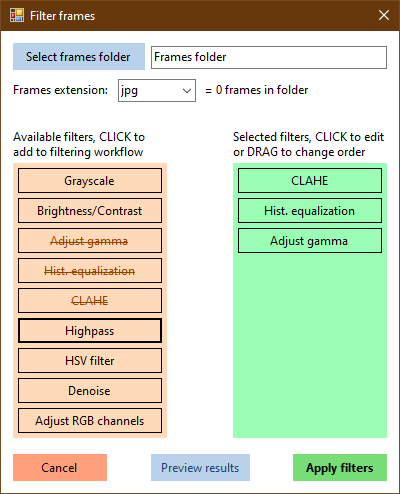 Filter frames
Select frames folder
Frames folder
Frames extension:
jpg
= 0 frames in folder
Available filters, CLICK to
add to filtering workflow
Grayscale
Brightness/Contrast
Adjust gamma
Hist. equalization
CLAHE
Highpass
HSV filter
Denoise
Adjust RGB channels
Selected filters, CLICK to edit
or DRAG to change order
CLAHE
Hist. equalization
Adjust gamma
Cancel
Preview results
Apply filters